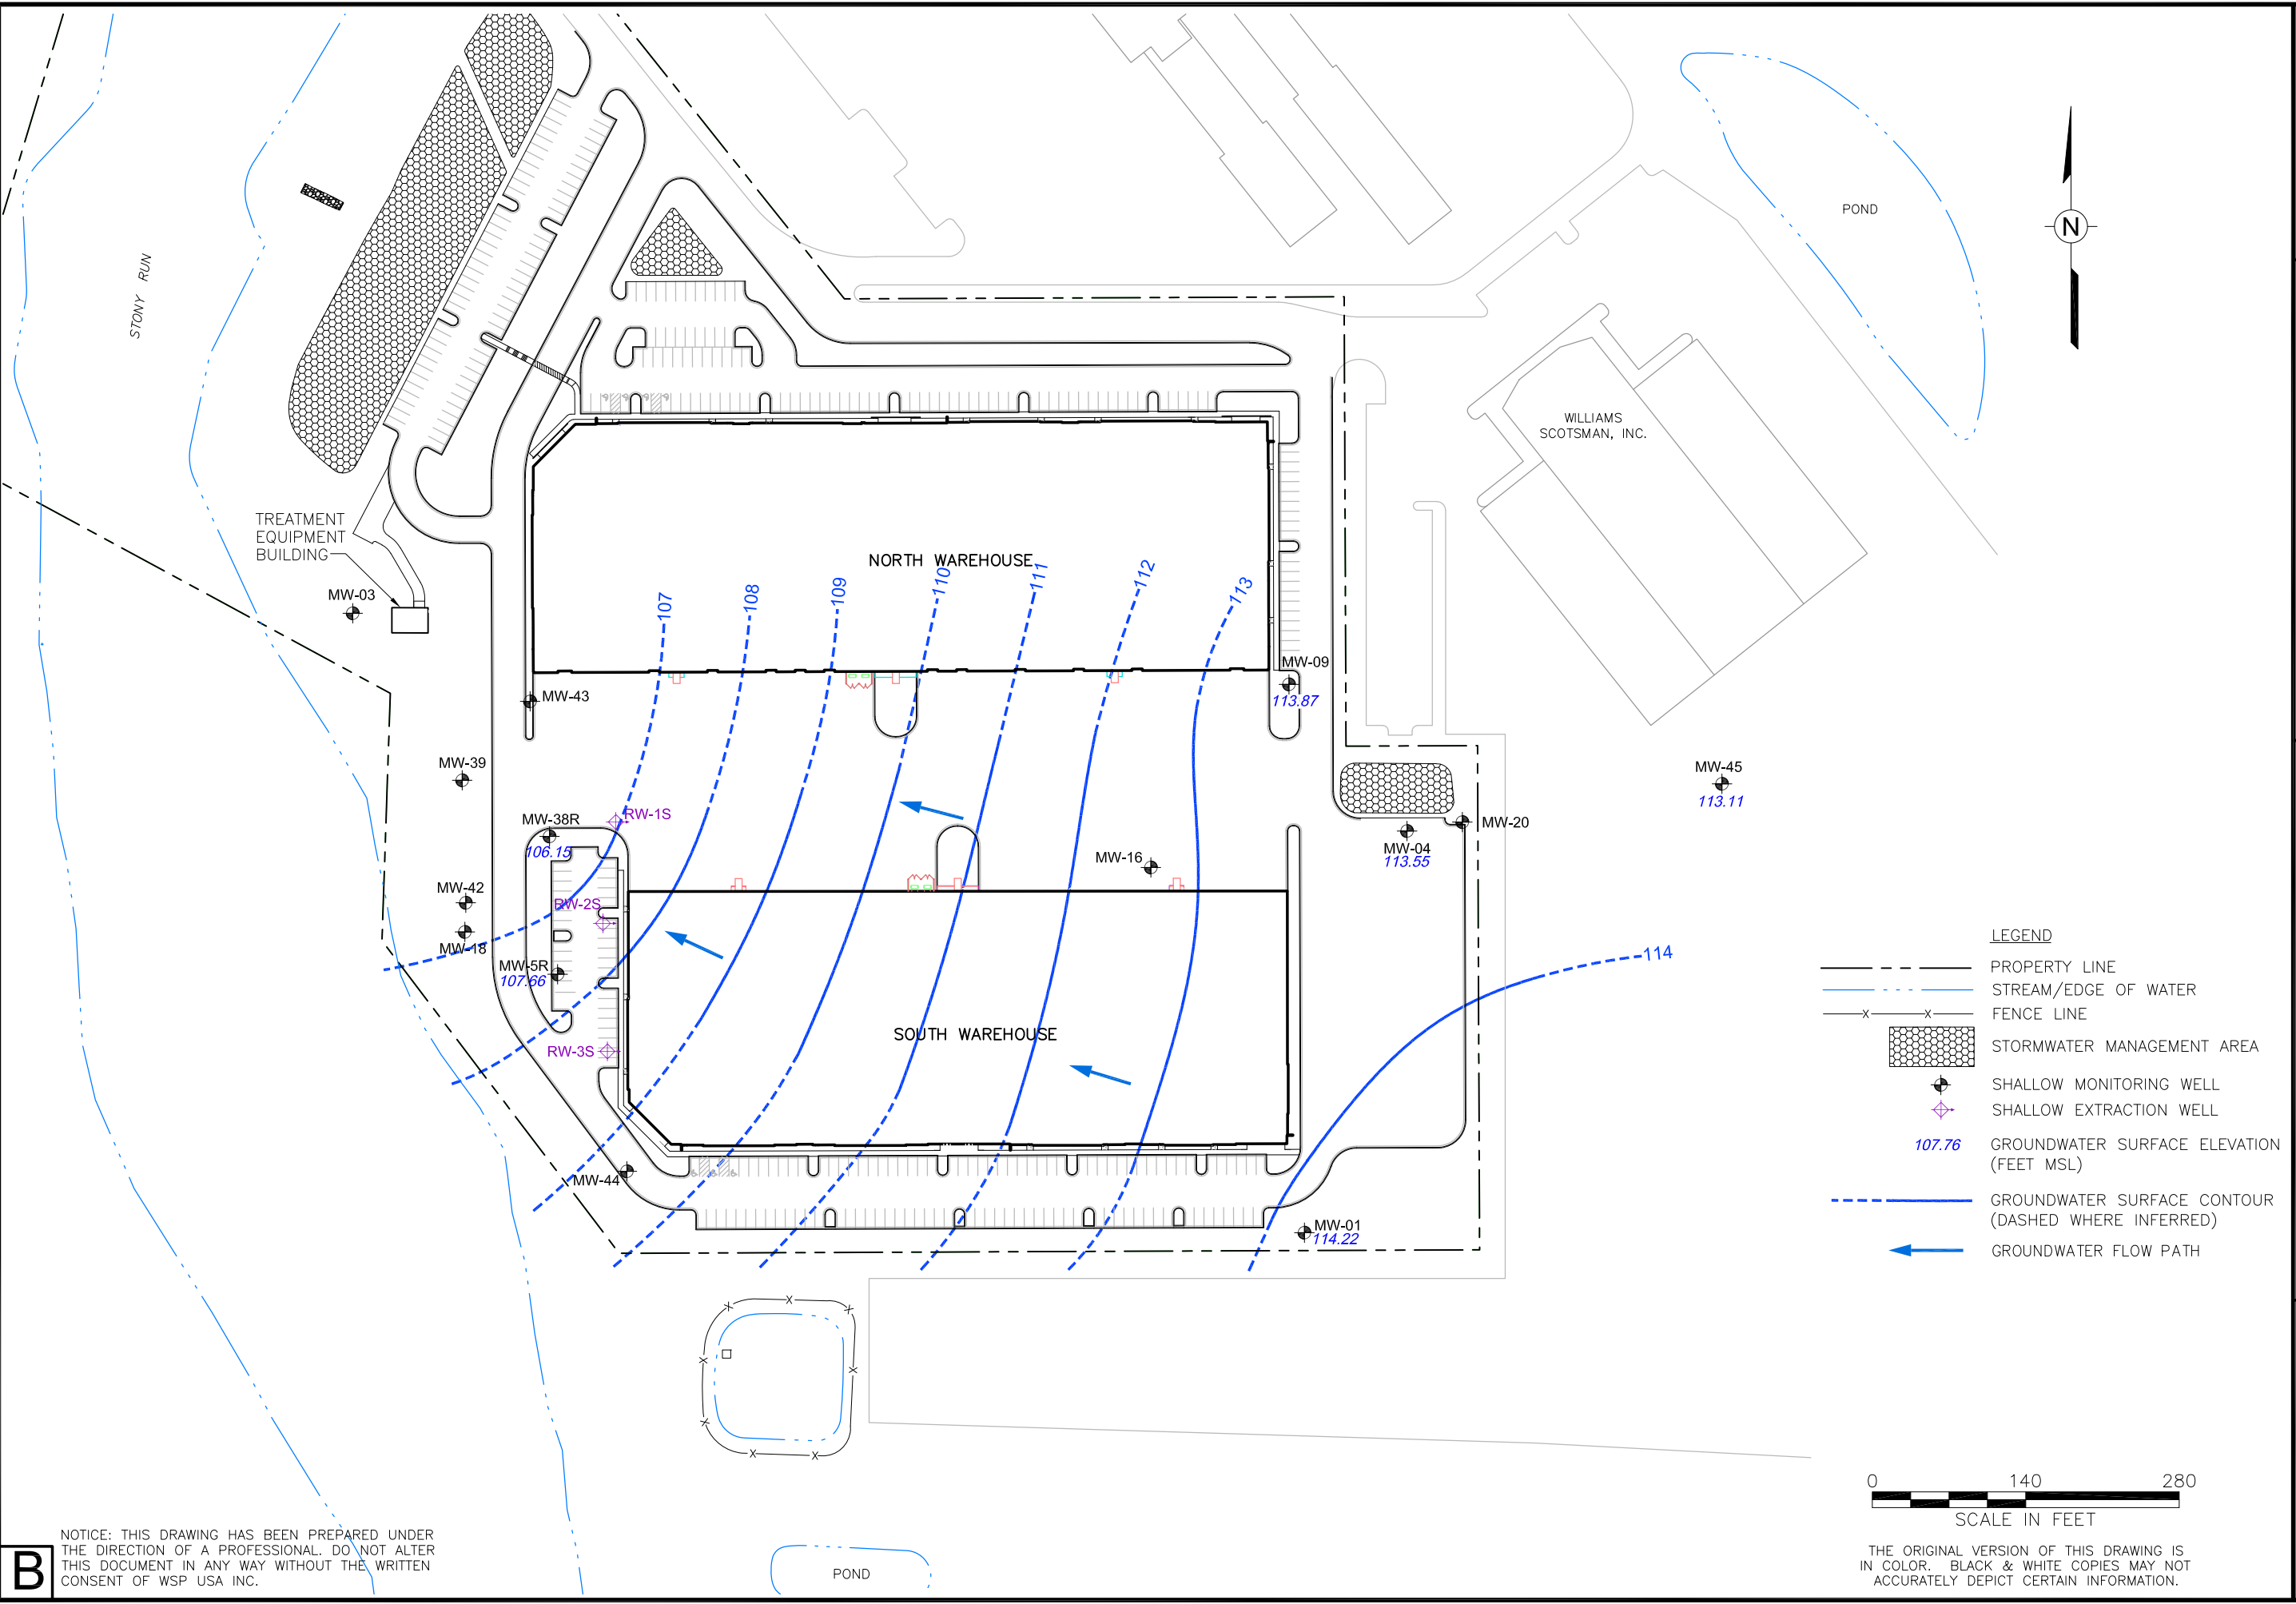 POND
N
STONY RUN
WILLIAMS
SCOTSMAN, INC.
TREATMENT
EQUIPMENT
BUILDING
NORTH WAREHOUSE
107
108
109
110
111
112
113
MW-03
MW-43
MW-09
113.87
MW-39
MW-45
113.11
MW-38R
106.15
RW-1S
MW-20
MW-04
113.55
MW-16
MW-42
RW-2S
MW-18
MW-5R
107.66
114
SOUTH WAREHOUSE
RW-3S
MW-44
MW-01
114.22
LEGEND
PROPERTY LINE
STREAM/EDGE OF WATER
X X
FENCE LINE
STORMWATER MANAGEMENT AREA
SHALLOW MONITORING WELL
SHALLOW EXTRACTION WELL
107.76
GROUNDWATER SURFACE ELEVATION
(FEET MSL)
GROUNDWATER SURFACE CONTOUR
(DASHED WHERE INFERRED)
GROUNDWATER FLOW PATH
0 140 280
SCALE IN FEET
THE ORIGINAL VERSION OF THIS DRAWING IS
IN COLOR. BLACK & WHITE COPIES MAY NOT
ACCURATELY DEPICT CERTAIN INFORMATION.
POND
B
NOTICE: THIS DRAWING HAS BEEN PREPARED UNDER
THE DIRECTION OF A PROFESSIONAL. DO NOT ALTER
THIS DOCUMENT IN ANY WAY WITHOUT THE WRITTEN
CONSENT OF WSP USA INC.